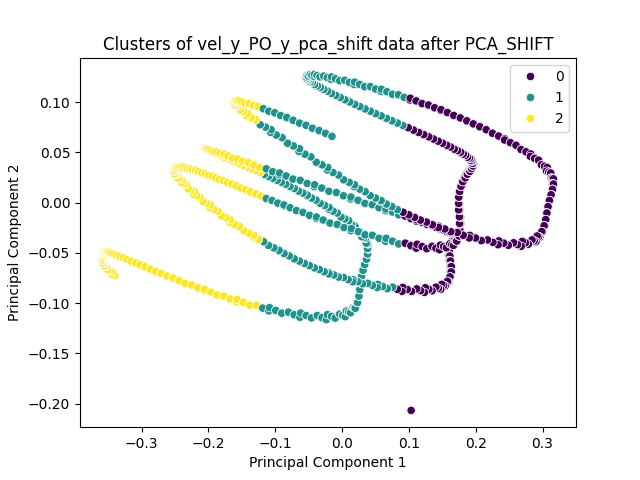 Clusters of vel_y_PO_y_pca_shift data after PCA_SHIFT
0
1
2
Principal Component 2
0.10
0.05
0.00
−0.05
−0.10
−0.15
−0.20
−0.3 −0.2 −0.1 0.0 0.1 0.2 0.3
Principal Component 1